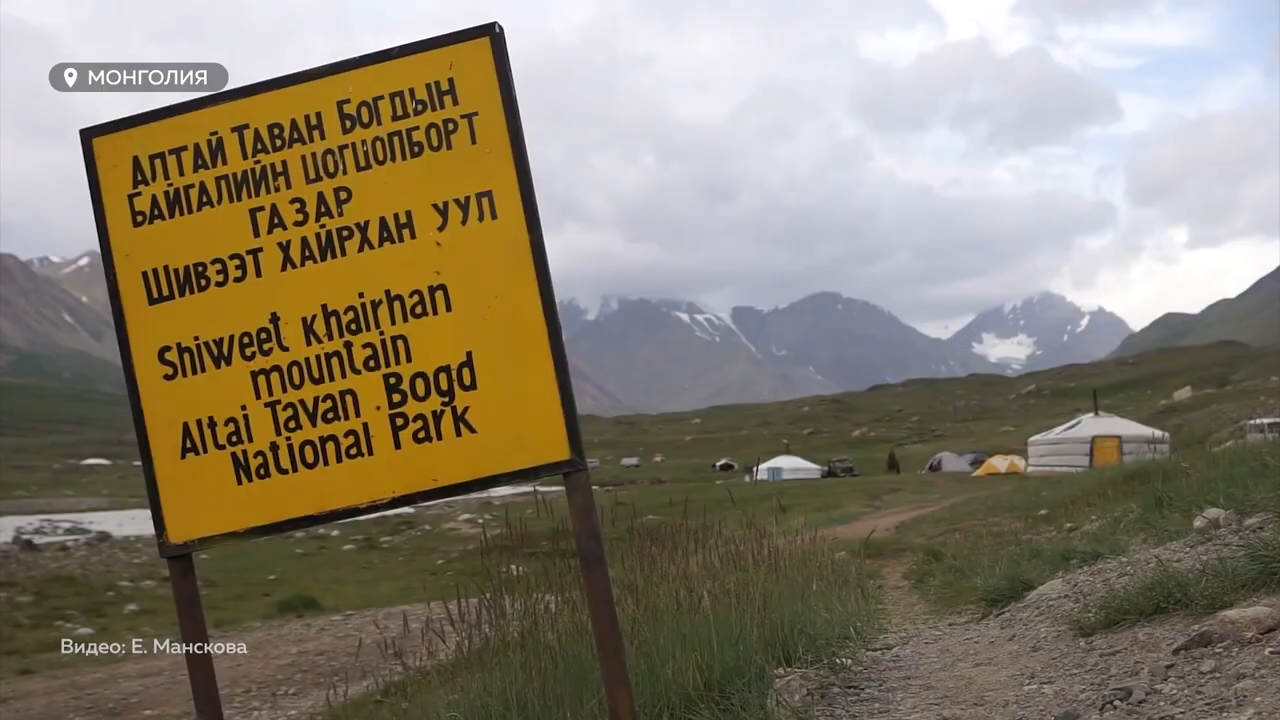 МОНГОЛИЯ
АЛТАЙ ТАВАН БОГДЫН
БАЙГАЛИЙН ЦОГЦОЛБОРТ
ГАЗАР
ШИВЭЭТ ХАЙРХАН УУЛ
Shiweet Khairhan
mountain
Altai Tavan Bogd
National Park
Видео: Е. Манскова